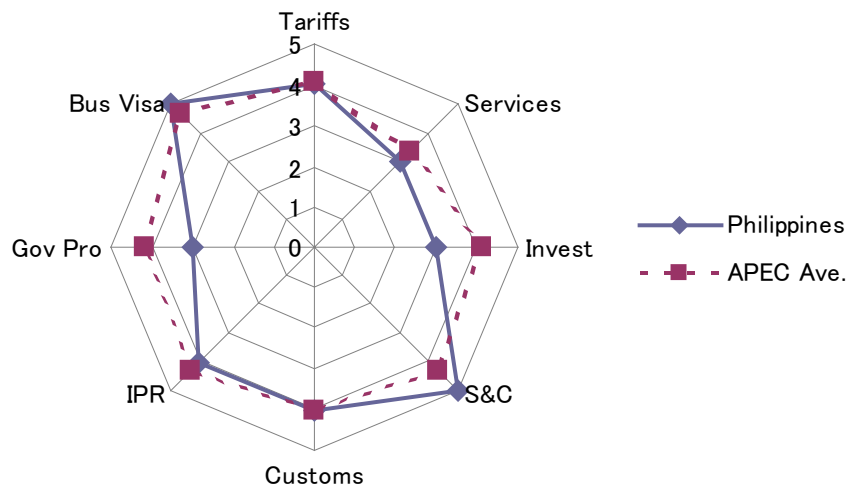 Tariffs
5
4
3
2
1
0
Services
Invest
S&C
Customs
IPR
Gov Pro
Bus Visa
Philippines
APEC Ave.